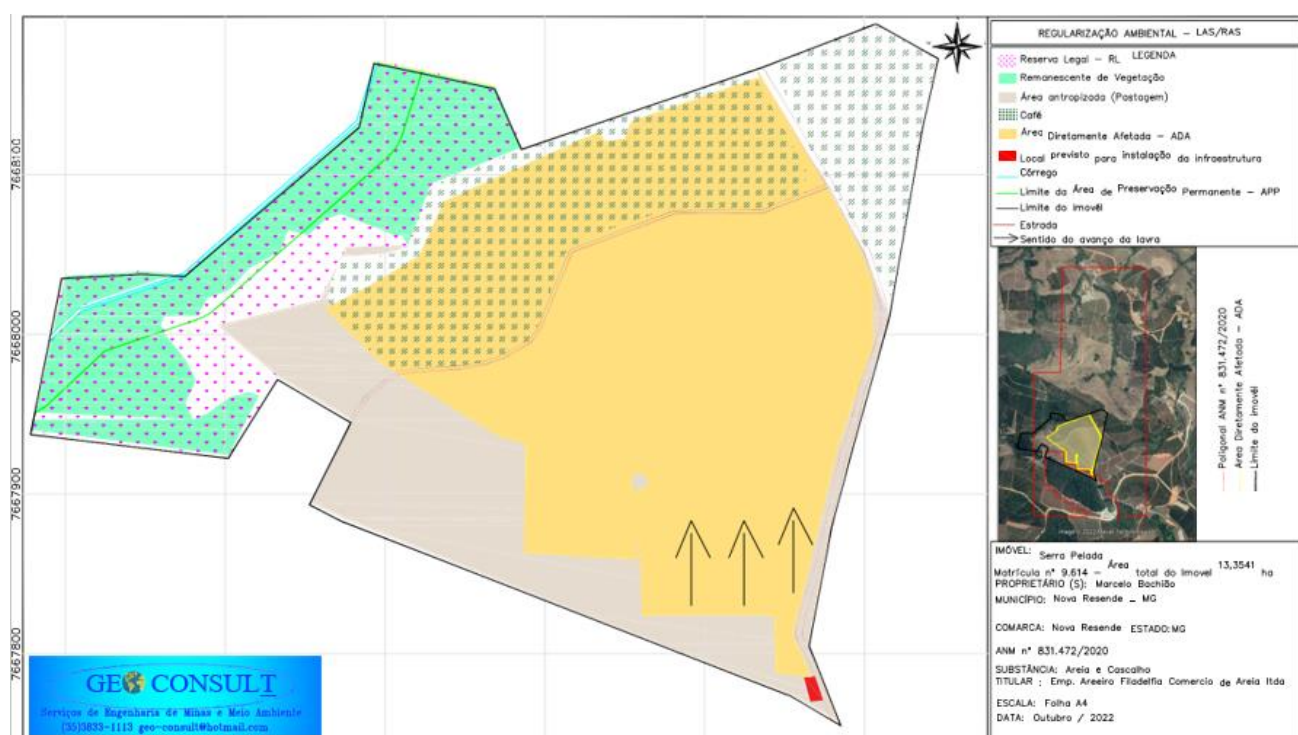 REGULARIZAÇÃO AMBIENTAL – LAS/RAS
LEGENDA
Reserva Legal – RL
Remanescente de Vegetação
Área antropizada (Pastagem)
Café
Área Diretamente Afetada – ADA
Local previsto para instalação da infraestrutura
Córrego
Limite da Área de Preservação Permanente – APP
Limite do imovêl
Estrada
Sentido do avanço da lavra
7668100
7668000
7667900
7667800
Poligonal ANM n° 831.472/2020
Area Diretamente Afetada – ADA
Limite do imovêl
IMÓVEL: Serra Pelada
Matrícula n° 9.614 – Área total do Imovel 13,3541 ha
PROPRIETÁRIO (S): Marcelo Bachião
MUNICÍPIO: Nova Resende – MG
COMARCA: Nova Resende ESTADO:MG
ANM n° 831.472/2020
SUBSTÂNCIA: Areia e Cascalho
TITULAR : Emp. Areeiro Filadelfia Comercio de Areia ltda
ESCALA: Folha A4
DATA: Outubro / 2022
GEO CONSULT
Serviços de Engenharia de Minas e Meio Ambiente
(35)3833-1113 geo-consult@hotmail.com